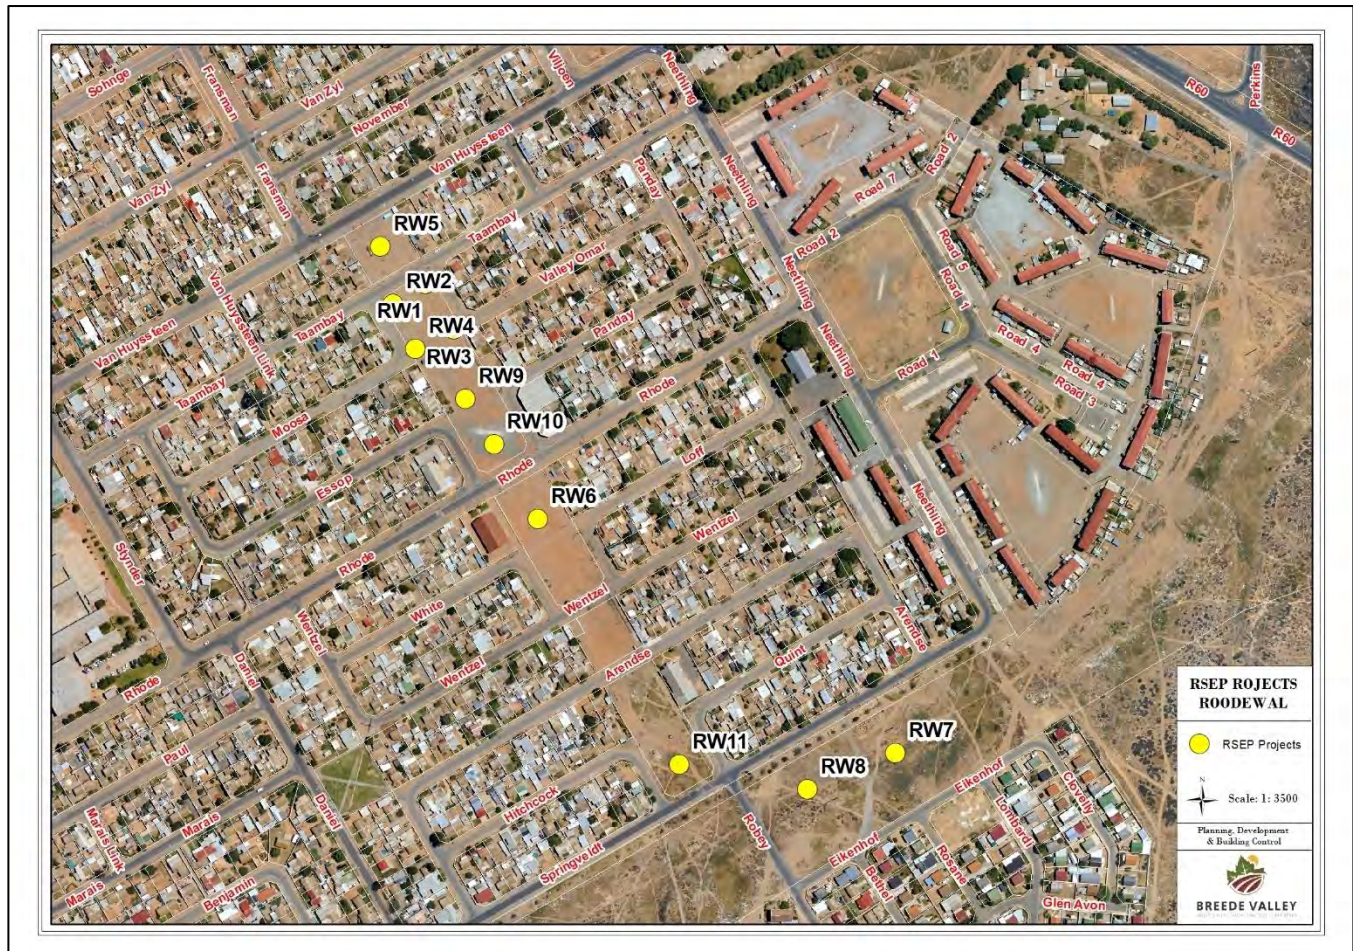 Sohnge
Fransman
Van Zyl
November
Viljoen
Neethling
R60
Perkins
R60
Van Huyssteen
Van Zyl
Fransman
Panday
Neethling
Road 2
Road 7
RW5
Taambay
Valley Omar
Road 2
Road 5
Road 1
Van Huyssteen
Van Huyssteen Link
RW2
RW1
Taambay
RW4
RW3
Panday
Neethling
Neethling
Road 1
Road 4
Road 4
Road 3
Taambay
Moosa
RW9
Rhode
RW10
Essop
Rhode
Loff
RW6
Wentzel
Neethling
Stynder
Rhode
White
Wentzel
Wentzel
Wentzel
Arendse
Quint
Arendse
Rhode
Daniel
Paul
RW11
RW7
RW8
Marais Link
Marais
Daniel
Hitchcock
Eikenhof
Clovelly
Lombardi
Robey
Eikenhof
Bethel
Rosane
Springveldt
Marais
Benjamin
Glen Avon
RSEP ROJECTS
ROODEWAL
RSEP Projects
N
Scale: 1: 3500
Planning, Development
& Building Control
BREEDE VALLEY